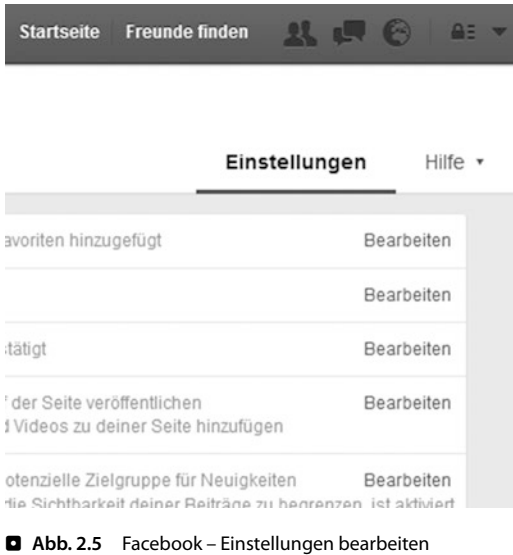 Startseite Freunde finden
Einstellungen Hilfe
avoriten hinzugefügt Bearbeiten
Bearbeiten
tätigt Bearbeiten
der Seite veröffentlichen Bearbeiten
Videos zu deiner Seite hinzufügen
otenzielle Zielgruppe für Neuigkeiten Bearbeiten
die Sichtbarkeit deiner Beiträge zu begrenzen, ist aktiviert
Abb. 2.5 Facebook – Einstellungen bearbeiten